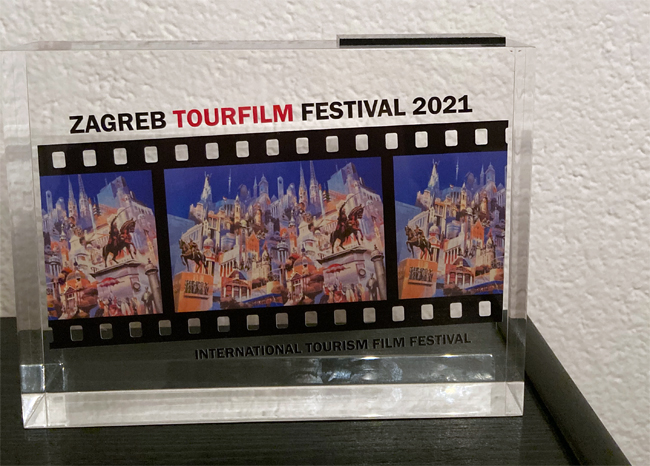 ZAGREB TOURFILM FESTIVAL 2021
INTERNATIONAL TOURISM FILM FESTIVAL